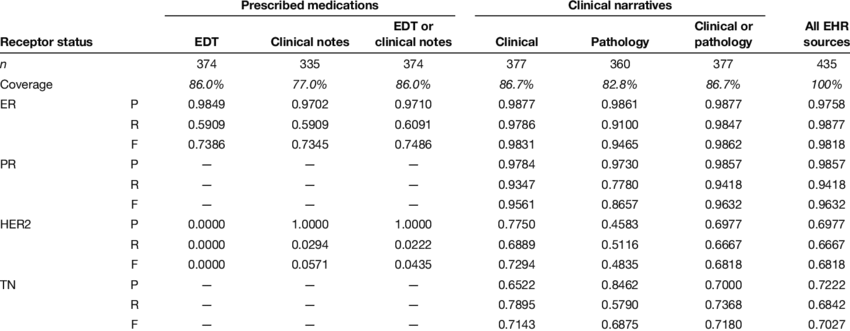 Prescribed medications Clinical narratives
EDT or Clinical or All EHR
Receptor status EDT Clinical notes clinical notes Clinical Pathology pathology sources
n 374 335 374 377 360 377 435
Coverage 86.0% 77.0% 86.0% 86.7% 82.8% 86.7% 100%
ER P 0.9849 0.9702 0.9710 0.9877 0.9861 0.9877 0.9758
R 0.5909 0.5909 0.6091 0.9786 0.9100 0.9847 0.9877
F 0.7386 0.7345 0.7486 0.9831 0.9465 0.9862 0.9818
PR P — — — 0.9784 0.9730 0.9857 0.9857
R — — — 0.9347 0.7780 0.9418 0.9418
F — — — 0.9561 0.8657 0.9632 0.9632
HER2 P 0.0000 1.0000 1.0000 0.7750 0.4583 0.6977 0.6977
R 0.0000 0.0294 0.0222 0.6889 0.5116 0.6667 0.6667
F 0.0000 0.0571 0.0435 0.7294 0.4835 0.6818 0.6818
TN P — — — 0.6522 0.8462 0.7000 0.7222
R — — — 0.7895 0.5790 0.7368 0.6842
F — — — 0.7143 0.6875 0.7180 0.7027